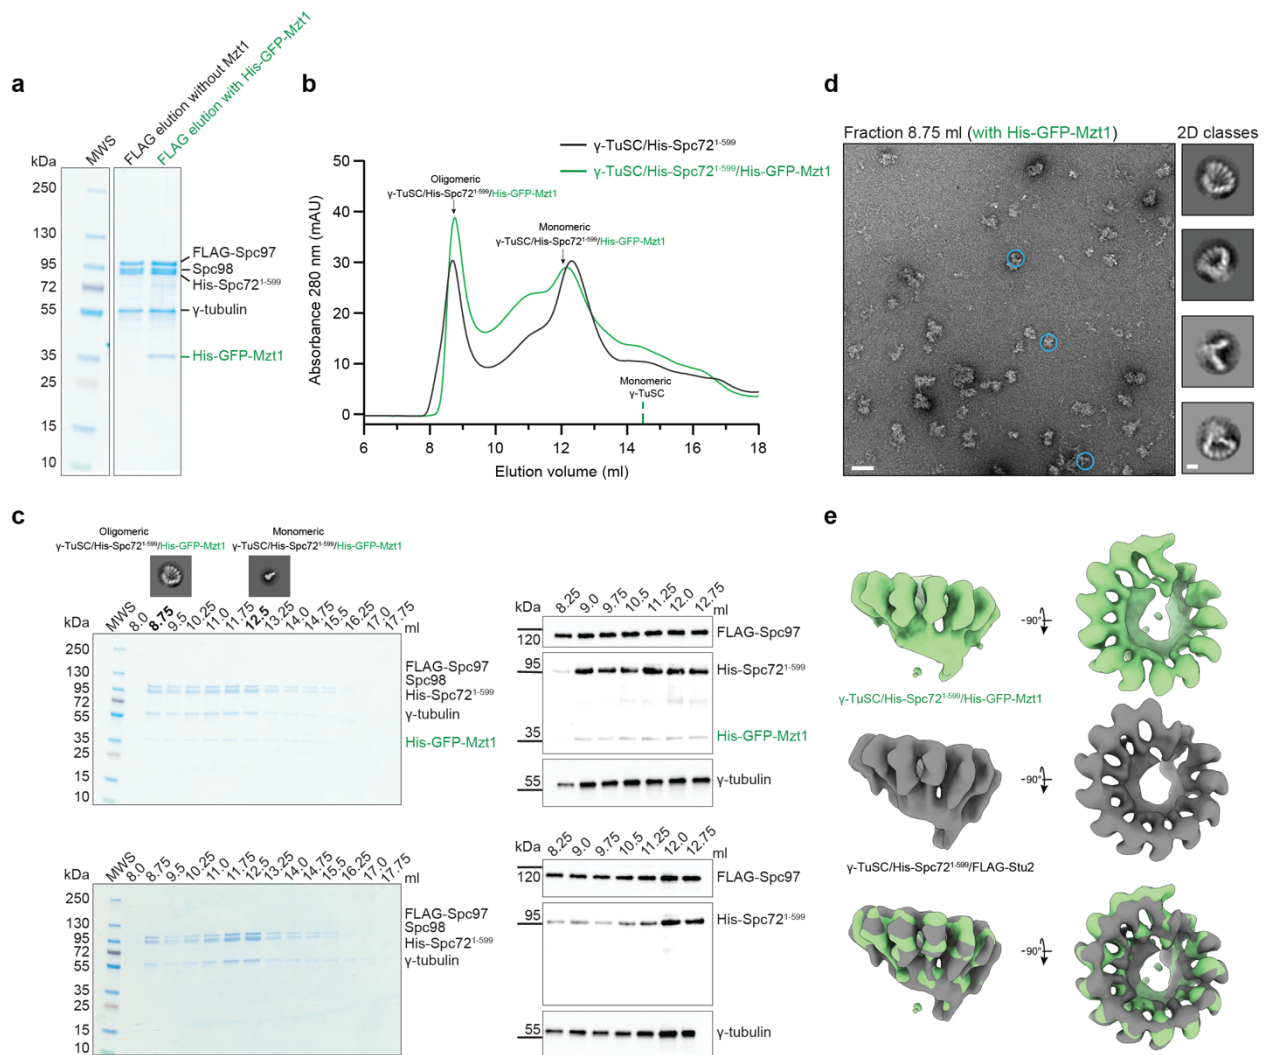 a
kDa
MWS
FLAG elution without Mzt1
FLAG elution with His-GFP-Mzt1
250
130
95
72
55
35
25
15
10
FLAG-Spc97
Spc98
His-Spc72¹⁻⁵⁹⁹
γ-tubulin
His-GFP-Mzt1
b
γ-TuSC/His-Spc72¹⁻⁵⁹⁹
γ-TuSC/His-Spc72¹⁻⁵⁹⁹/His-GFP-Mzt1
Oligomeric
γ-TuSC/His-Spc72¹⁻⁵⁹⁹/His-GFP-Mzt1
Monomeric
γ-TuSC/His-Spc72¹⁻⁵⁹⁹/His-GFP-Mzt1
Monomeric
γ-TuSC
Absorbance 280 nm (mAU)
50
40
30
20
10
0
6 8 10 12 14 16 18
Elution volume (ml)
d
Fraction 8.75 ml (with His-GFP-Mzt1)
2D classes
c
Oligomeric
γ-TuSC/His-Spc72¹⁻⁵⁹⁹/His-GFP-Mzt1
Monomeric
γ-TuSC/His-Spc72¹⁻⁵⁹⁹/His-GFP-Mzt1
kDa
MWS 8.0 8.75 9.5 10.25 11.0 11.75 12.5 13.25 14.0 14.75 15.5 16.25 17.0 17.75 ml
250
130
95
72
55
35
25
15
10
FLAG-Spc97
Spc98
His-Spc72¹⁻⁵⁹⁹
γ-tubulin
His-GFP-Mzt1
kDa
8.25 9.0 9.75 10.5 11.25 12.0 12.75 ml
120
95
35
55
FLAG-Spc97
His-Spc72¹⁻⁵⁹⁹
His-GFP-Mzt1
γ-tubulin
kDa
MWS 8.0 8.75 9.5 10.25 11.0 11.75 12.5 13.25 14.0 14.75 15.5 16.25 17.0 17.75 ml
250
130
95
72
55
35
25
15
10
FLAG-Spc97
Spc98
His-Spc72¹⁻⁵⁹⁹
γ-tubulin
kDa
8.25 9.0 9.75 10.5 11.25 12.0 12.75 ml
120
95
55
FLAG-Spc97
His-Spc72¹⁻⁵⁹⁹
γ-tubulin
e
-90°
γ-TuSC/His-Spc72¹⁻⁵⁹⁹/His-GFP-Mzt1
-90°
γ-TuSC/His-Spc72¹⁻⁵⁹⁹/FLAG-Stu2
-90°